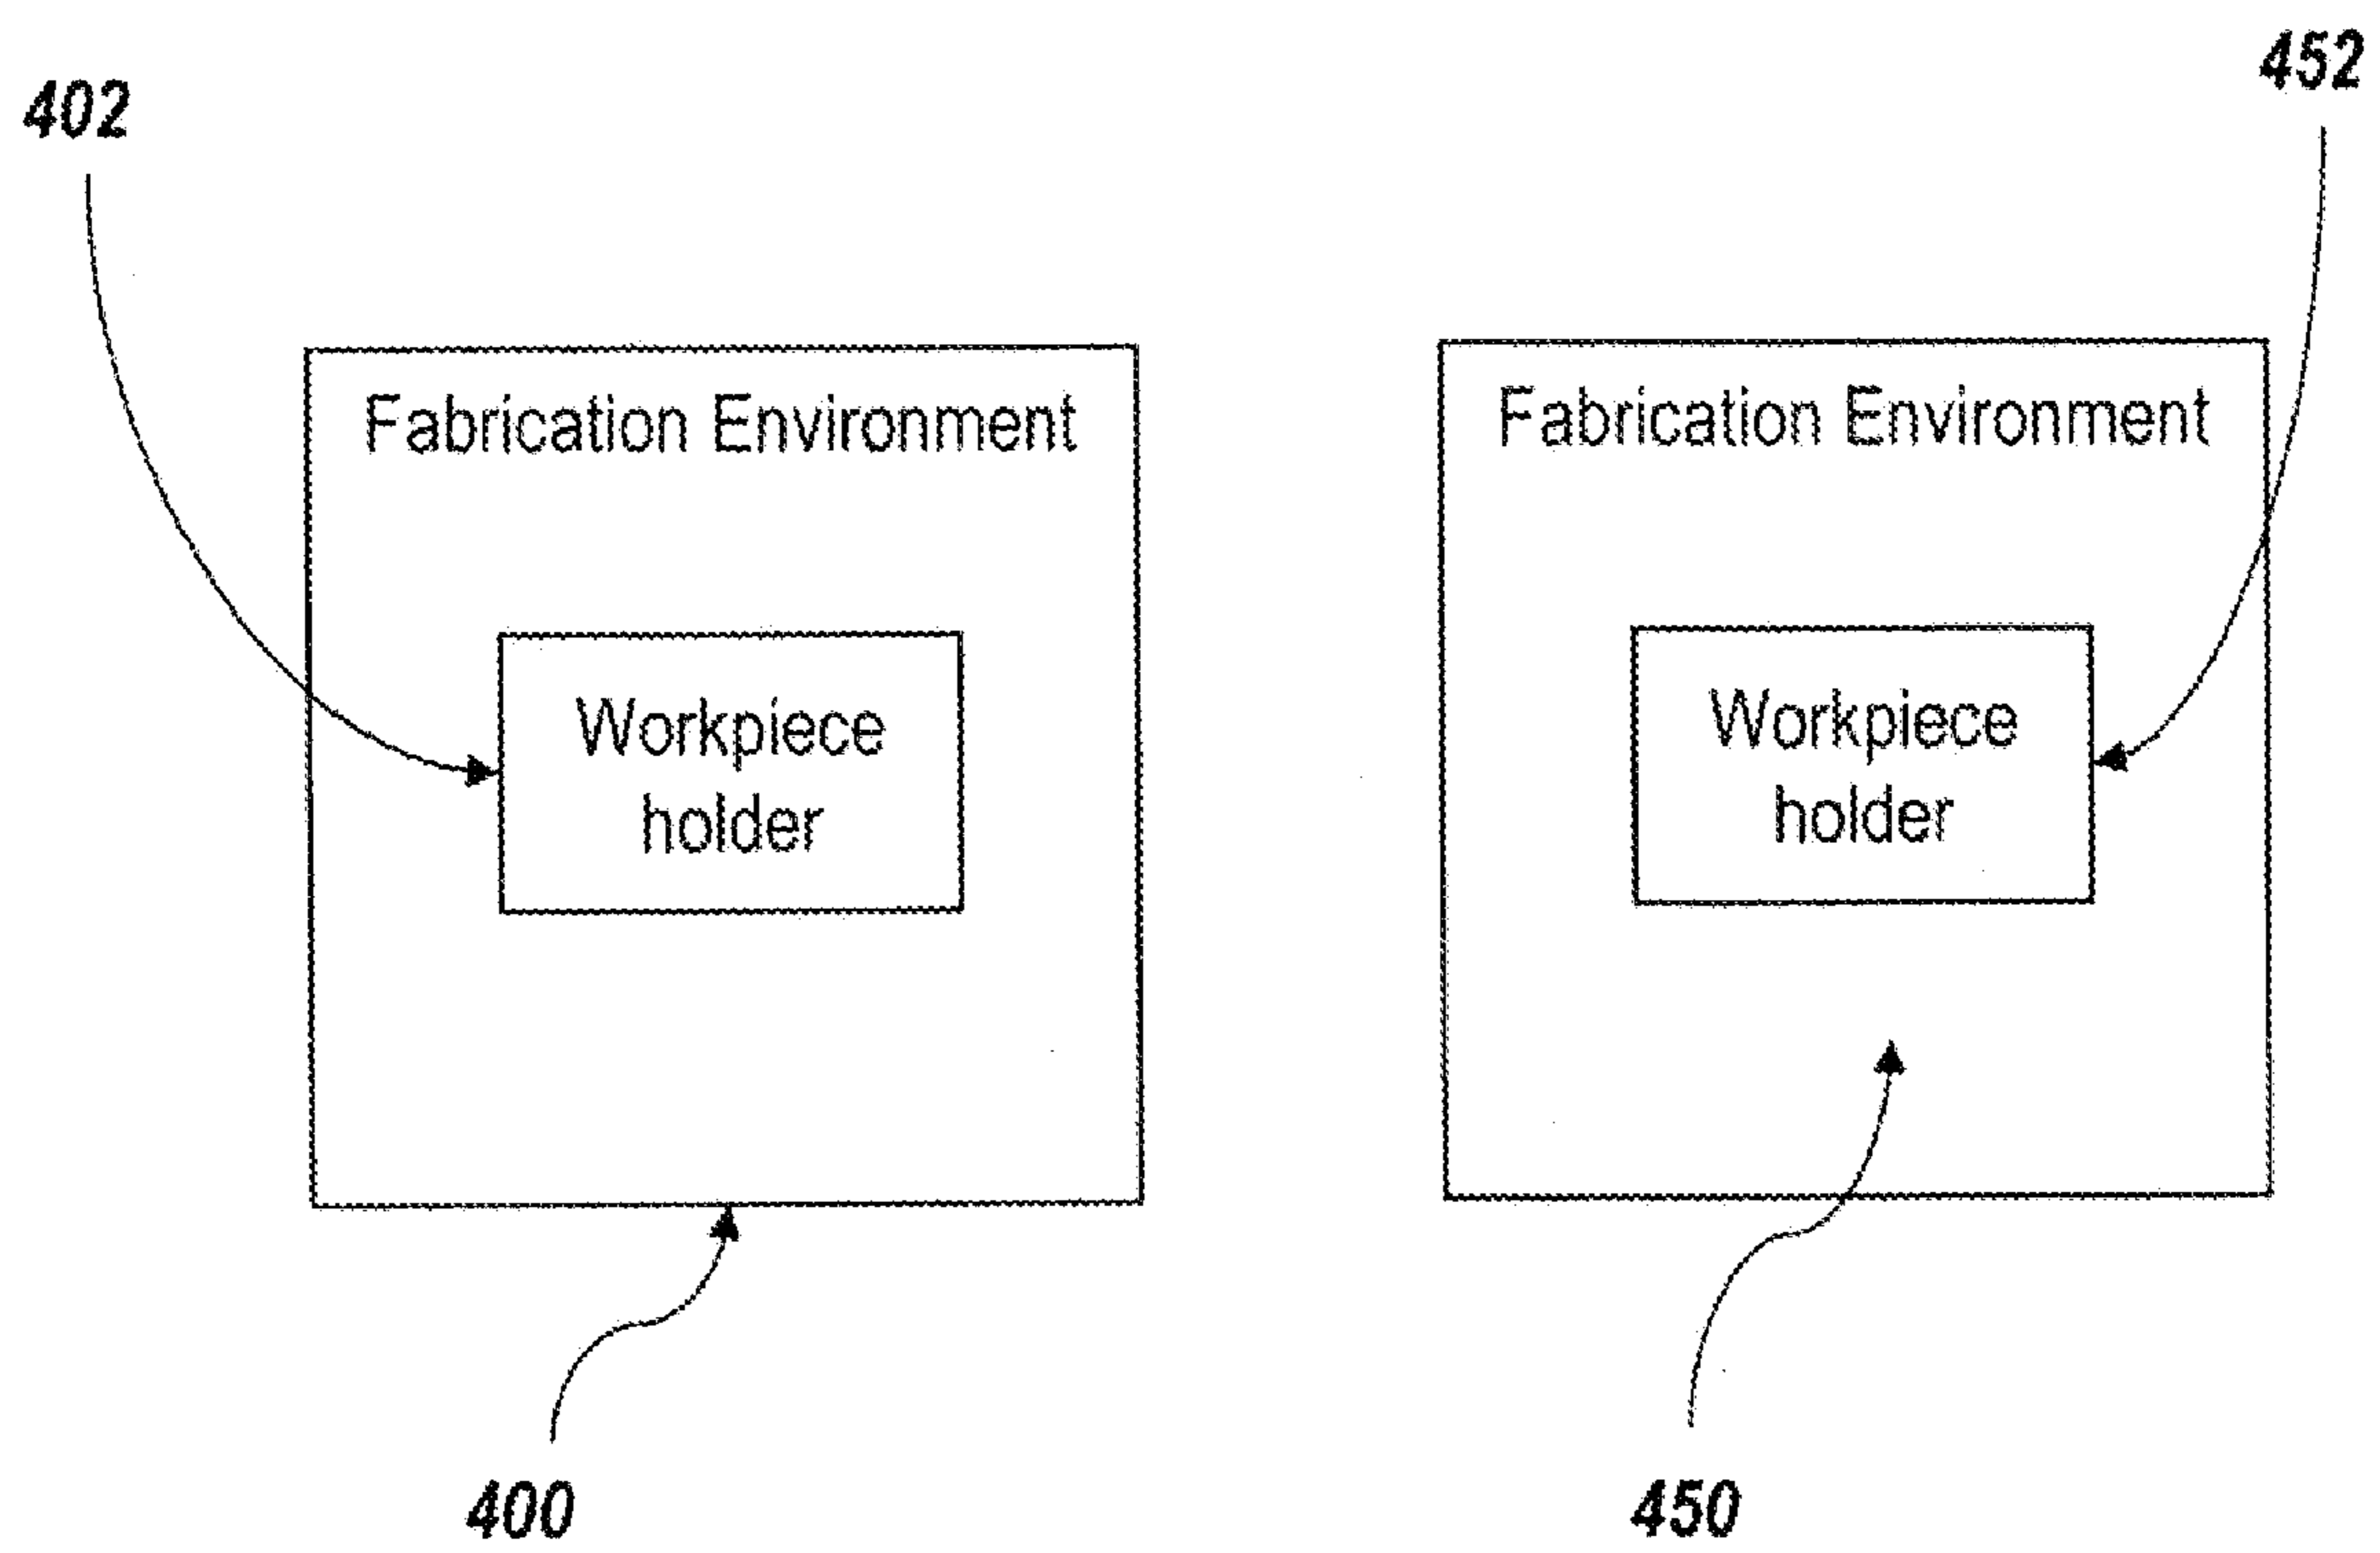 402
452
Fabrication Environment
Fabrication Environment
Workpiece
holder
Workpiece
holder
400
450